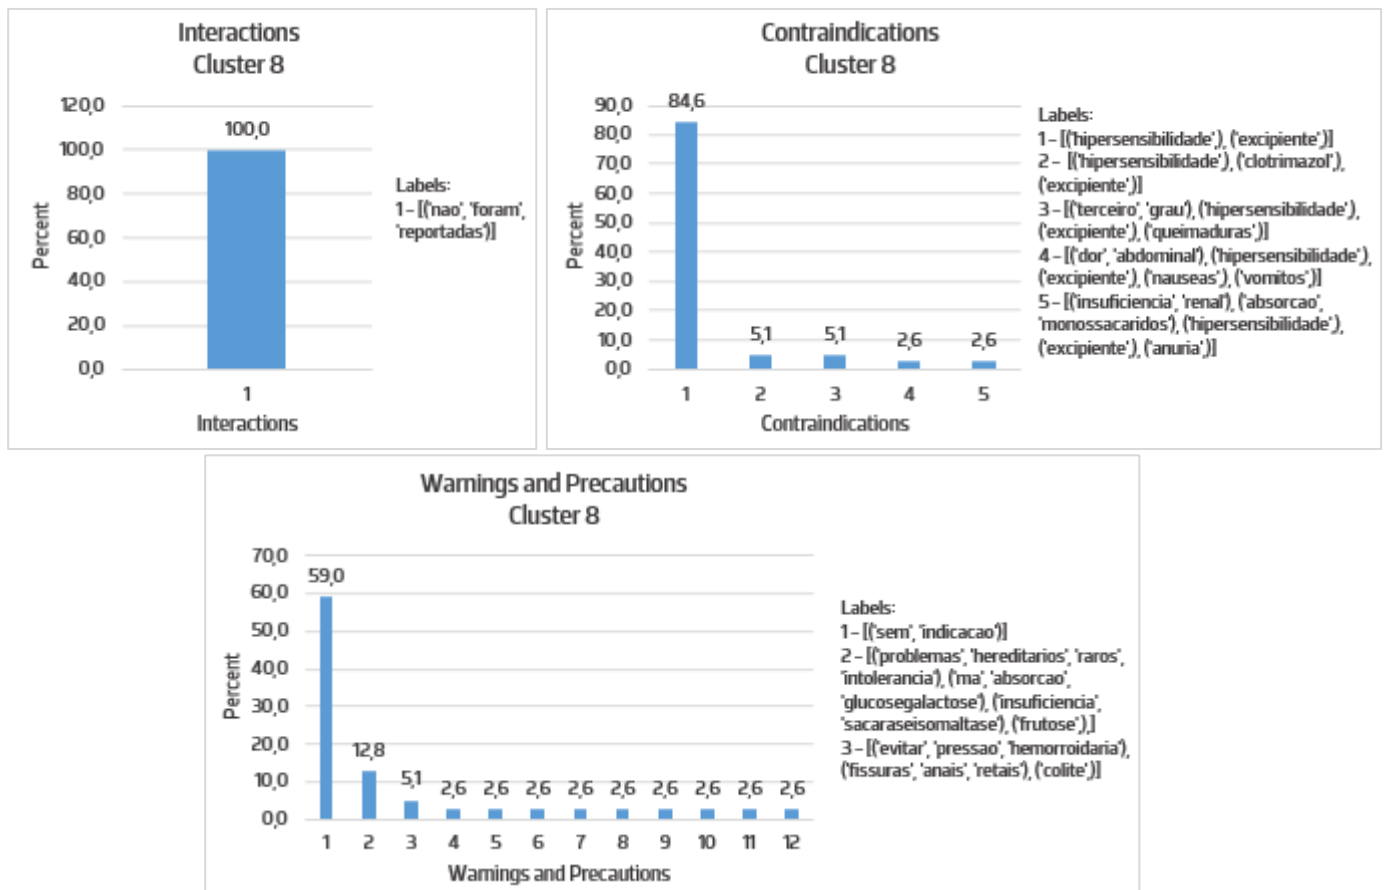 Interactions
Cluster 8
120,0
100,0
80,0
60,0
40,0
20,0
0,0
Percent
100,0
1
Interactions
Labels:
1 – [('nao', 'foram',
'reportadas')]
Contraindications
Cluster 8
90,0
80,0
70,0
60,0
50,0
40,0
30,0
20,0
10,0
0,0
Percent
84,6
5,1
5,1
2,6
2,6
1 2 3 4 5
Contraindications
Labels:
1 – [('hipersensibilidade',), ('excipiente',)]
2 – [('hipersensibilidade',), ('clotrimazol',),
('excipiente',)]
3 – [('terceiro', 'grau'), ('hipersensibilidade',),
('excipiente',), ('queimaduras',)]
4 – [('dor', 'abdominal'), ('hipersensibilidade',),
('excipiente',), ('nauseas',), ('vomitos',)]
5 – [('insuficiencia', 'renal'), ('absorcao',
'monossacaridos'), ('hipersensibilidade',),
('excipiente',), ('anuria',)]
Warnings and Precautions
Cluster 8
70,0
60,0
50,0
40,0
30,0
20,0
10,0
0,0
Percent
59,0
12,8
5,1
2,6 2,6 2,6 2,6 2,6 2,6 2,6 2,6 2,6
1 2 3 4 5 6 7 8 9 10 11 12
Warnings and Precautions
Labels:
1 – [('sem', 'indicacao')]
2 – [('problemas', 'hereditarios', 'raros',
'intolerancia'), ('ma', 'absorcao',
'glucosegalactose'), ('insuficiencia',
'sacaraseisomaltase'), ('frutose',),]
3 – [('evitar', 'pressao', 'hemorroidaria'),
('fissuras', 'anais', 'retais'), ('colite',)]